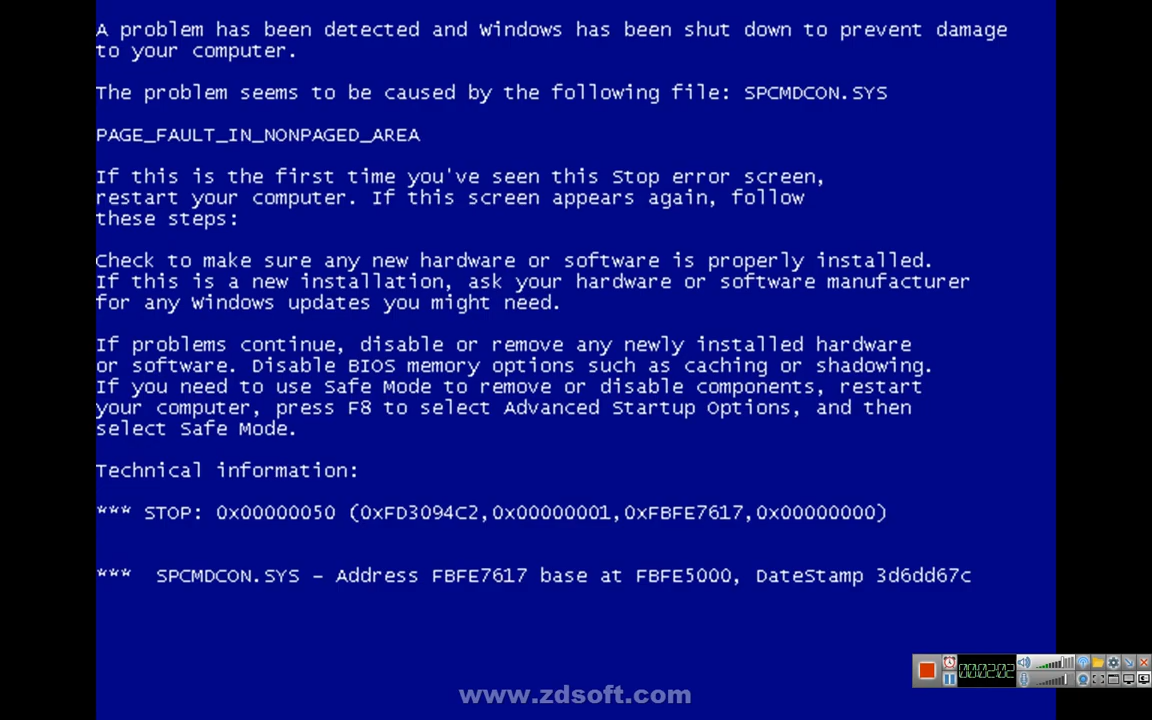 A problem has been detected and Windows has been shut down to prevent damage
to your computer.
The problem seems to be caused by the following file: SPCMDCON.SYS
PAGE_FAULT_IN_NONPAGED_AREA
If this is the first time you've seen this Stop error screen,
restart your computer. If this screen appears again, follow
these steps:
Check to make sure any new hardware or software is properly installed.
If this is a new installation, ask your hardware or software manufacturer
for any Windows updates you might need.
If problems continue, disable or remove any newly installed hardware
or software. Disable BIOS memory options such as caching or shadowing.
If you need to use Safe Mode to remove or disable components, restart
your computer, press F8 to select Advanced Startup Options, and then
select Safe Mode.
Technical information:
*** STOP: 0x00000050 (0xFD3094C2,0x00000001,0xFBFE7617,0x00000000)
*** SPCMDCON.SYS – Address FBFE7617 base at FBFE5000, DateStamp 3d6dd67c
00:02:02
www.zdsoft.com